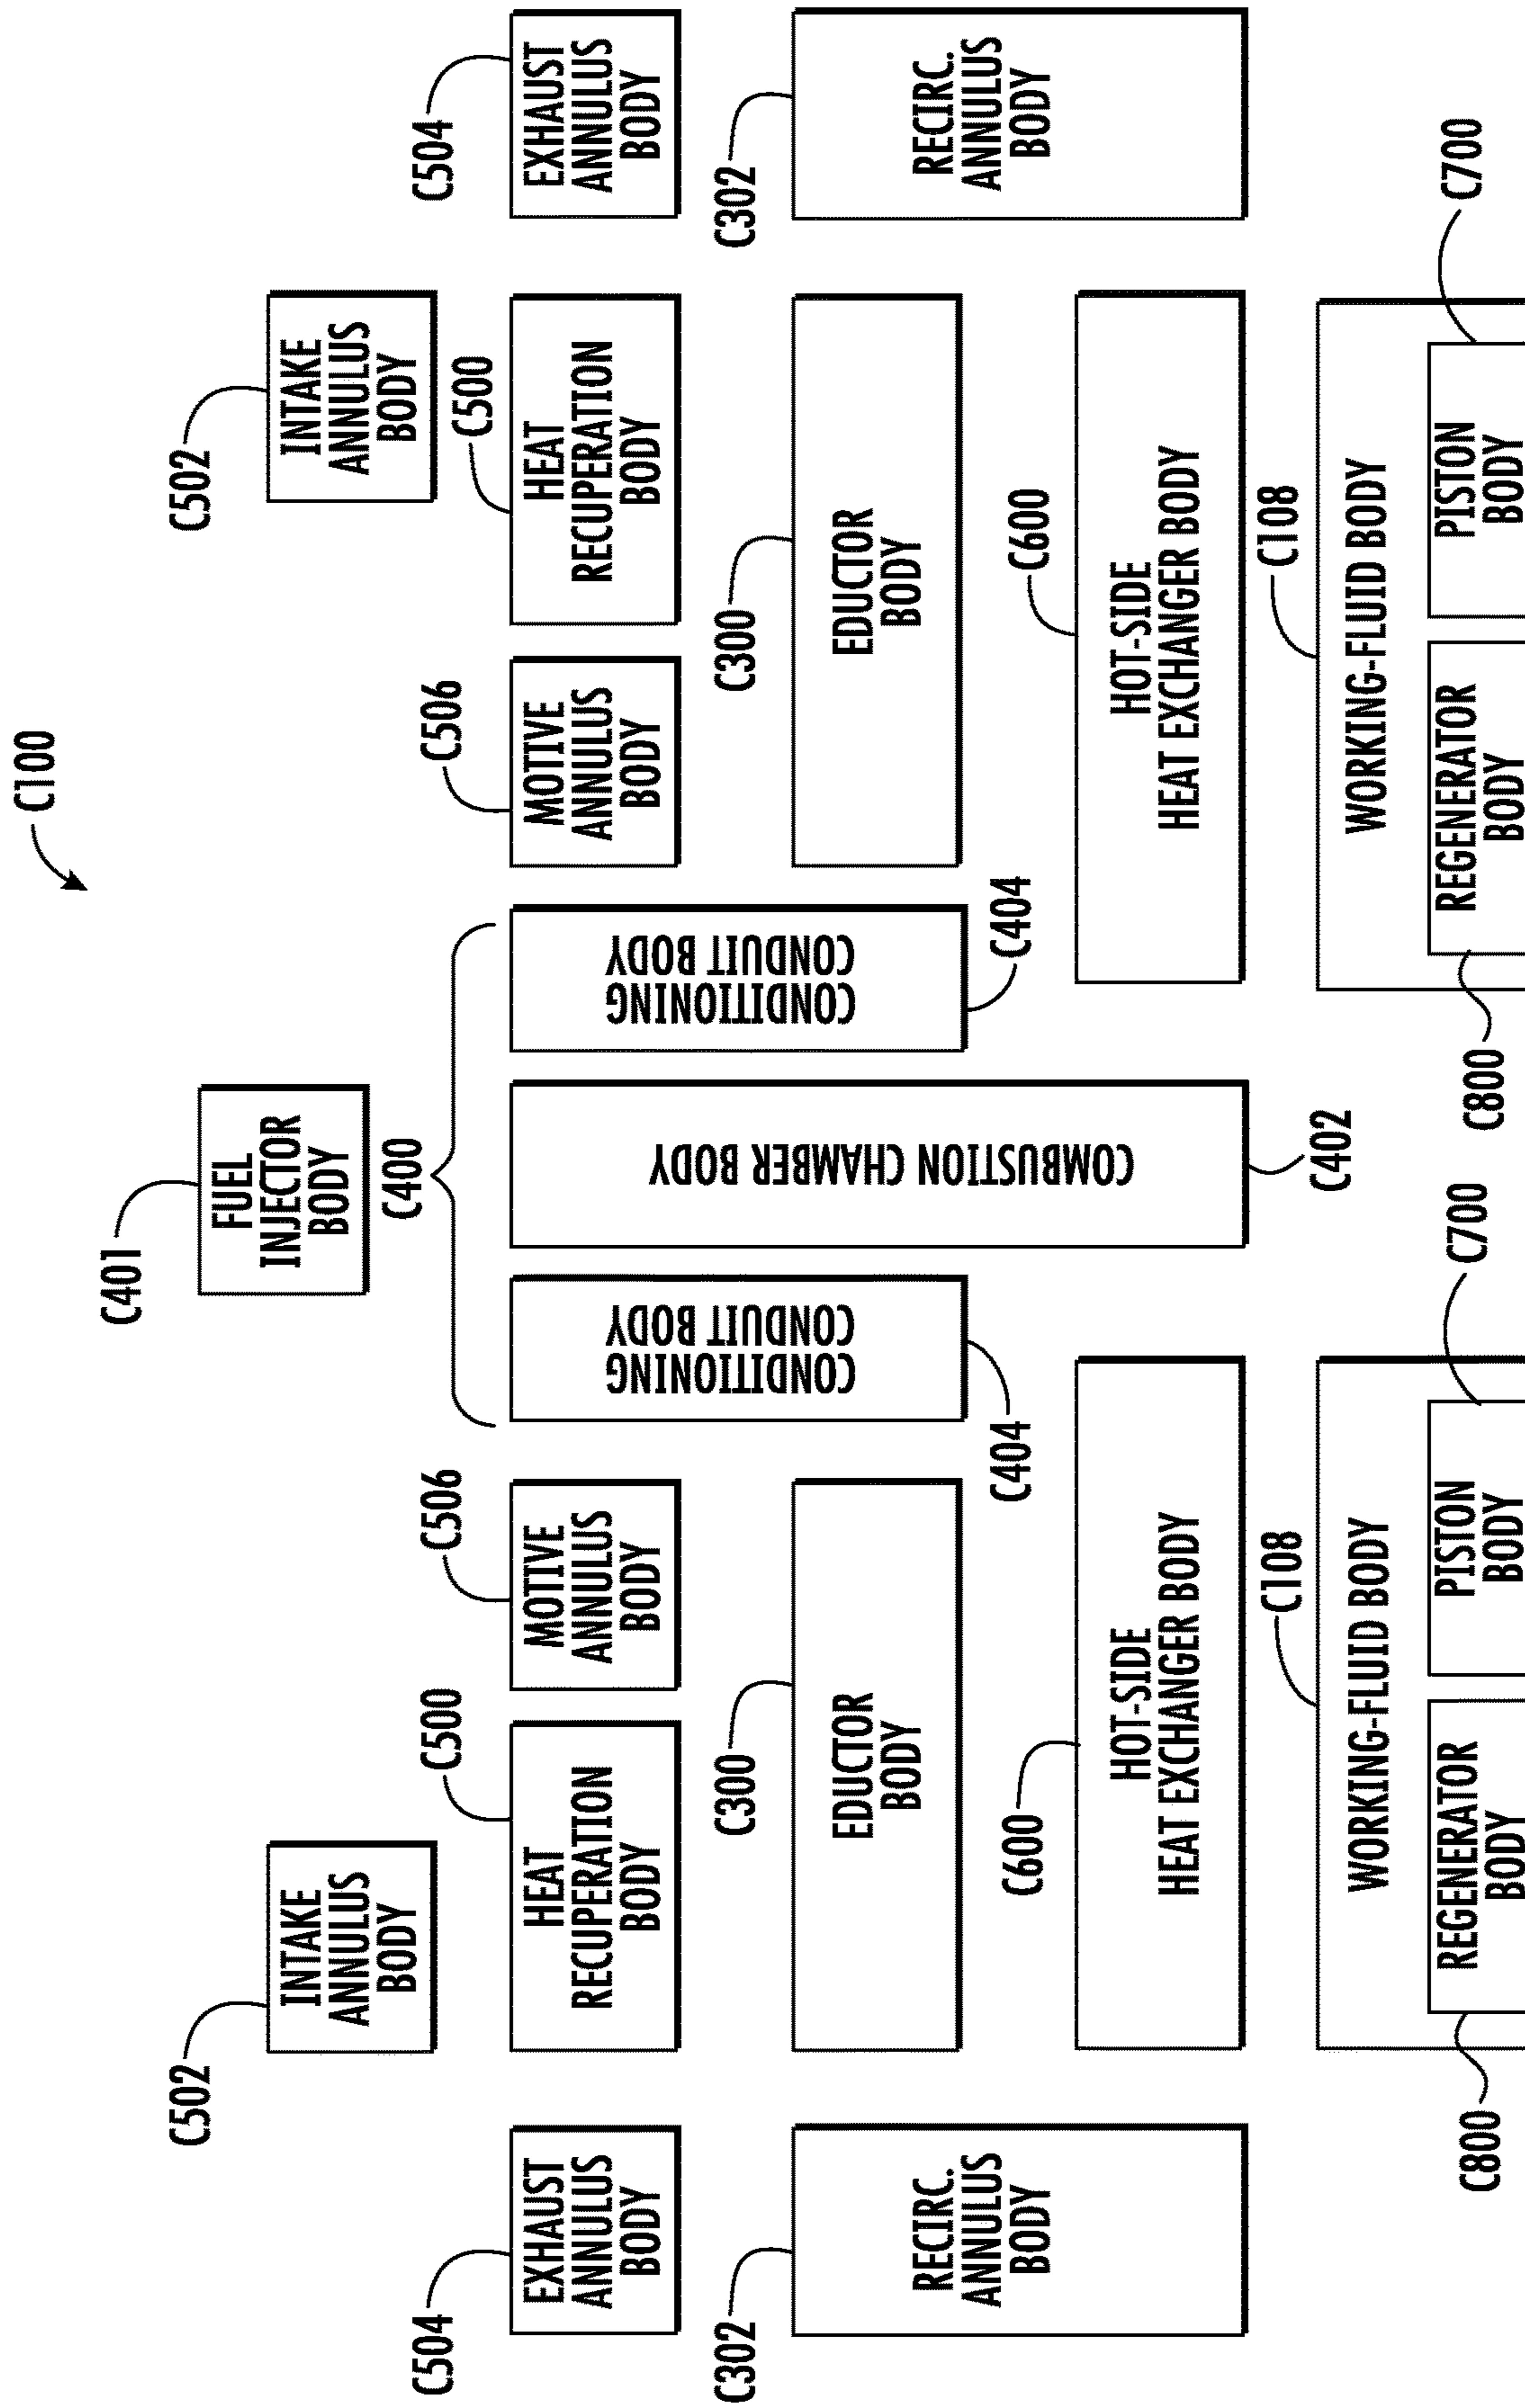 C100
C401
FUEL
INJECTOR
BODY
C502
INTAKE
ANNULUS
BODY
C502
INTAKE
ANNULUS
BODY
C400
C504
EXHAUST
ANNULUS
BODY
C500
HEAT
RECUPERATION
BODY
C506
MOTIVE
ANNULUS
BODY
CONDITIONING
CONDUIT BODY
C404
COMBUSTION CHAMBER BODY
C402
CONDITIONING
CONDUIT BODY
C404
C506
MOTIVE
ANNULUS
BODY
C500
HEAT
RECUPERATION
BODY
C504
EXHAUST
ANNULUS
BODY
C302
RECIRC.
ANNULUS
BODY
C300
EDUCTOR
BODY
C300
EDUCTOR
BODY
C302
RECIRC.
ANNULUS
BODY
C600
HOT-SIDE
HEAT EXCHANGER BODY
C600
HOT-SIDE
HEAT EXCHANGER BODY
C108
WORKING-FLUID BODY
C800
REGENERATOR
BODY
C700
PISTON
BODY
C108
WORKING-FLUID BODY
C800
REGENERATOR
BODY
C700
PISTON
BODY